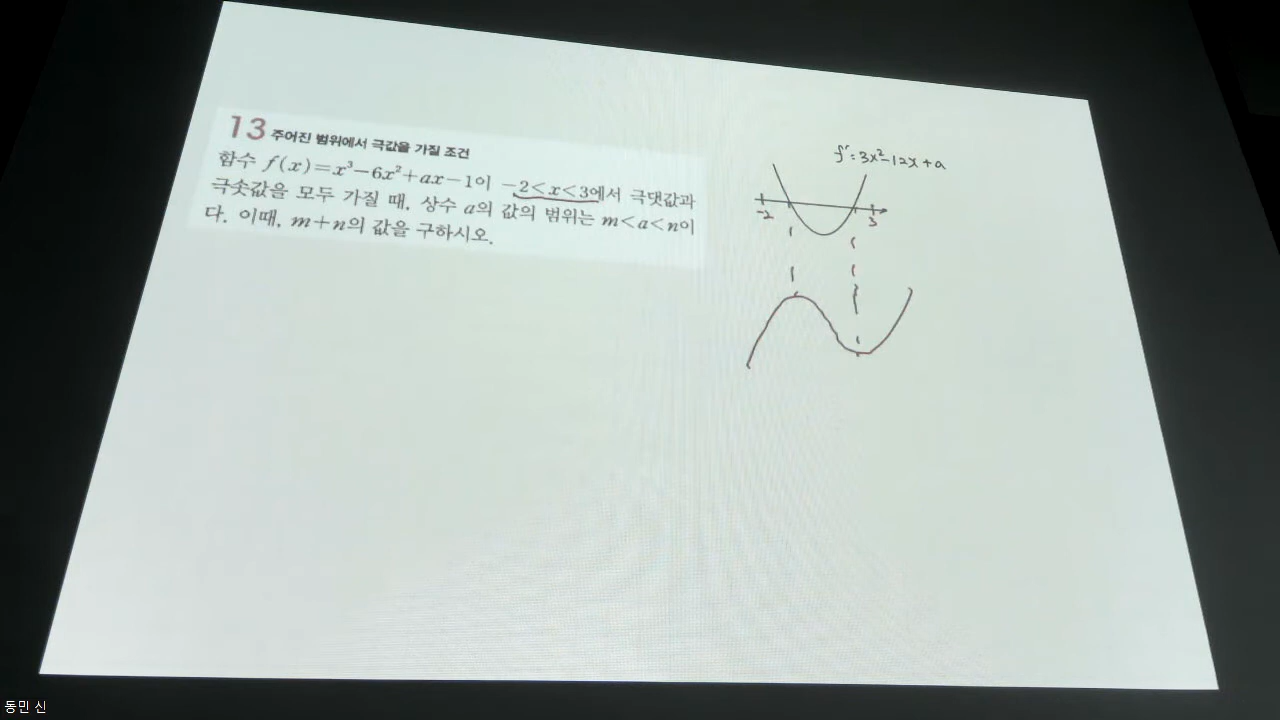 13 주어진 범위에서 극값을 가질 조건
함수 f(x)=x³-6x²+ax-1이 -2<x<3에서 극댓값과
극솟값을 모두 가질 때, 상수 a의 값의 범위는 m<a<n이
다. 이때, m+n의 값을 구하시오.
f'=3x²-12x+a
-2 3
동민 신